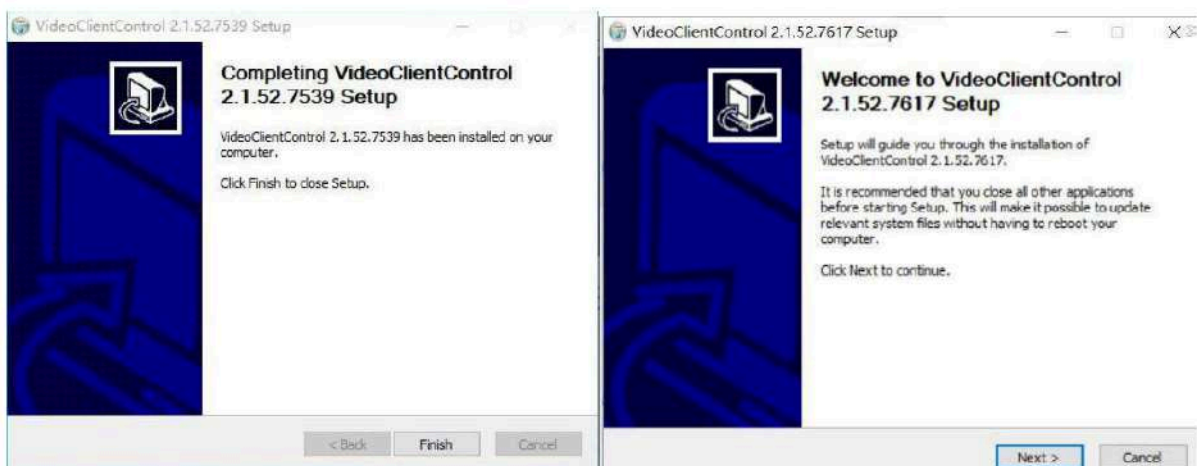 VideoClientControl 2.1.52.7539 Setup
Completing VideoClientControl
2.1.52.7539 Setup
VideoClientControl 2.1.52.7539 has been installed on your
computer.
Click Finish to close Setup.
< Back
Finish
Cancel
VideoClientControl 2.1.52.7617 Setup
Welcome to VideoClientControl
2.1.52.7617 Setup
Setup will guide you through the installation of
VideoClientControl 2.1.52.7617.
It is recommended that you close all other applications
before starting Setup. This will make it possible to update
relevant system files without having to reboot your
computer.
Click Next to continue.
Next >
Cancel